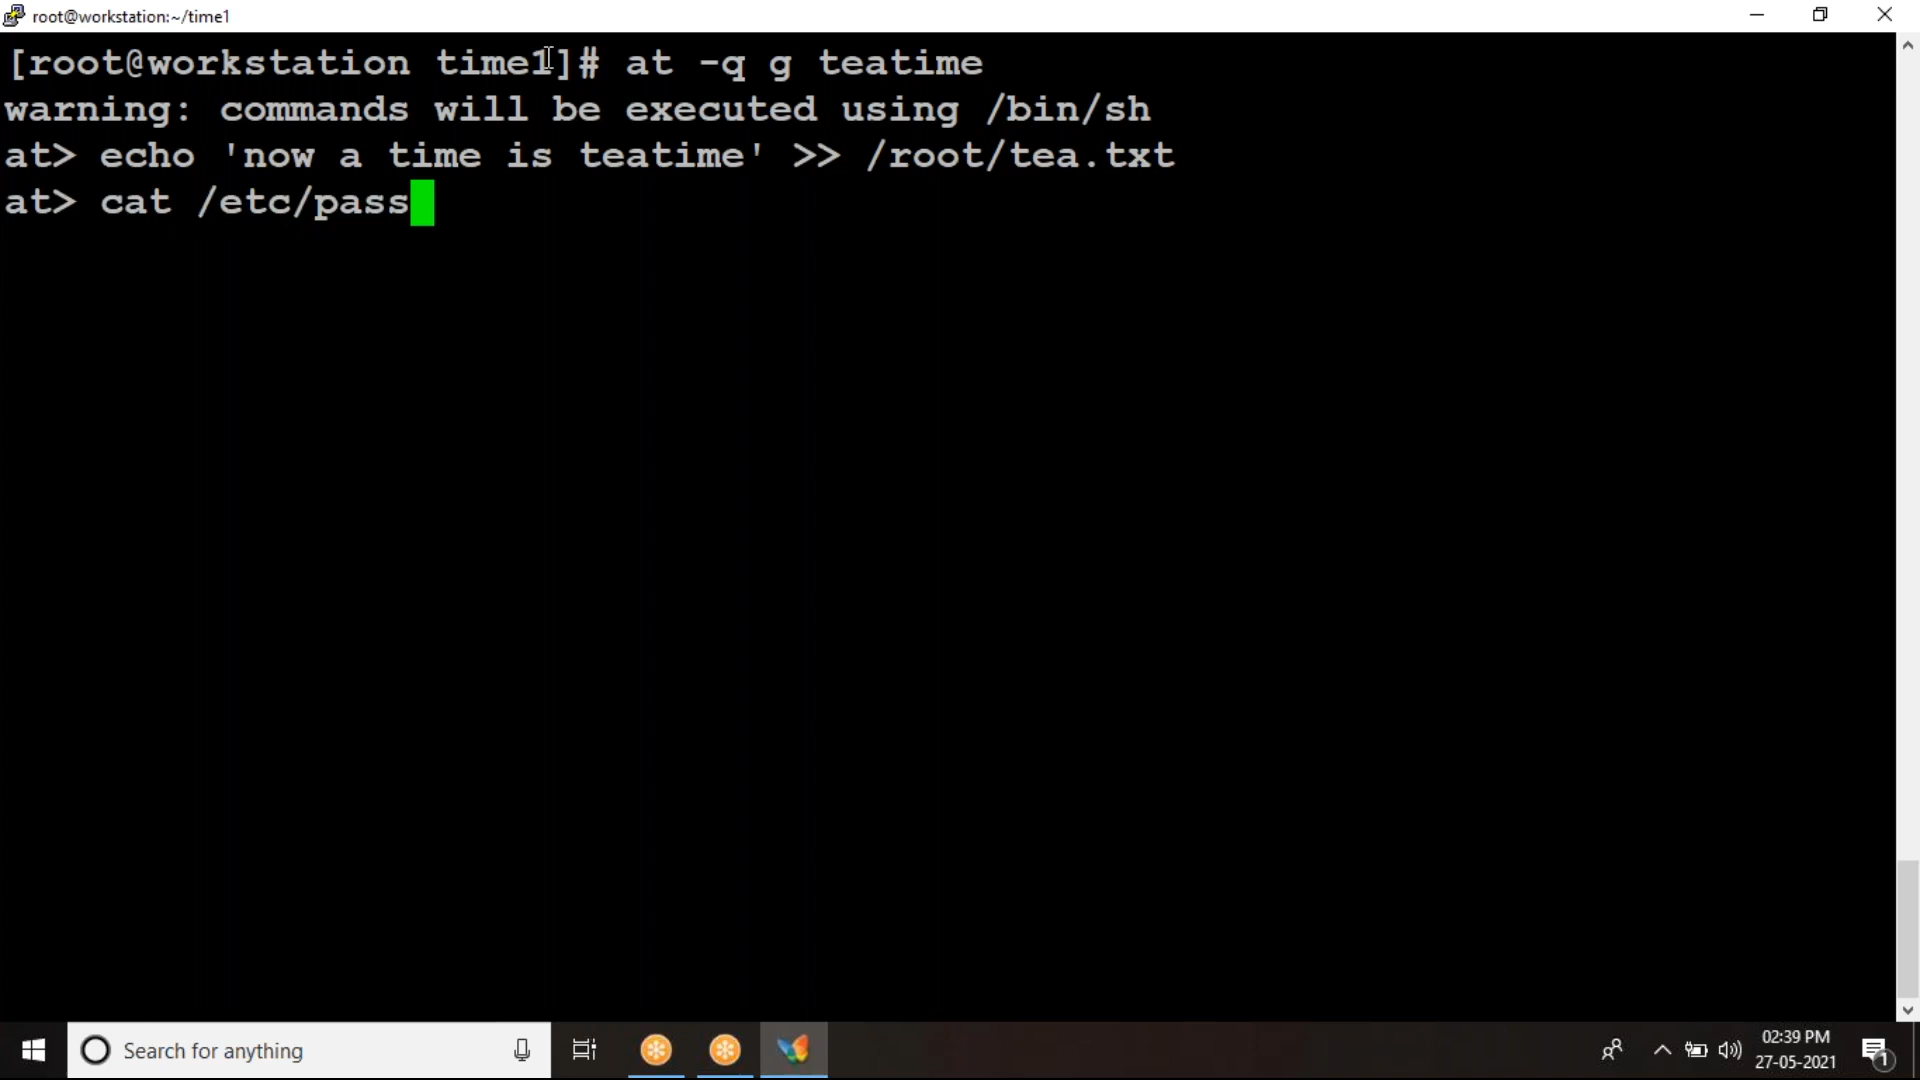 root@workstation:~/time1
[root@workstation time1]# at -q g teatime
warning: commands will be executed using /bin/sh
at> echo 'now a time is teatime' >> /root/tea.txt
at> cat /etc/pass
Search for anything
02:39 PM
27-05-2021
1